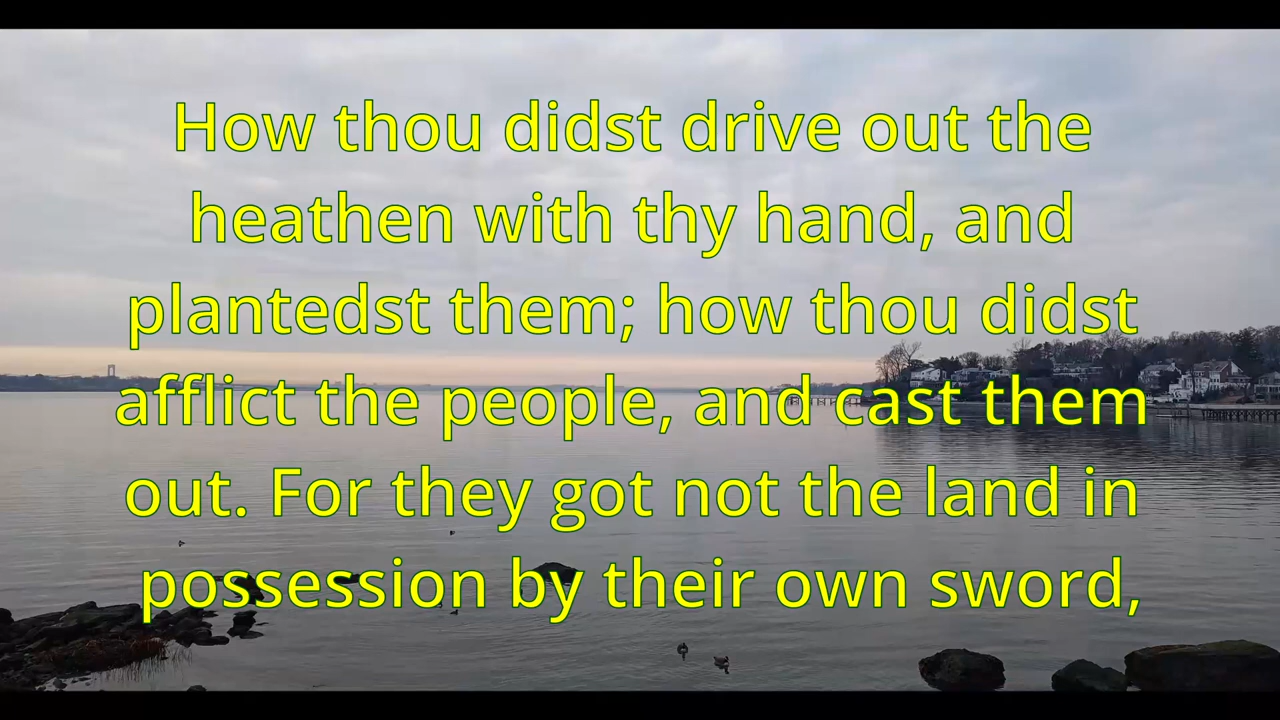 How thou didst drive out the
heathen with thy hand, and
plantedst them; how thou didst
afflict the people, and cast them
out. For they got not the land in
possession by their own sword,